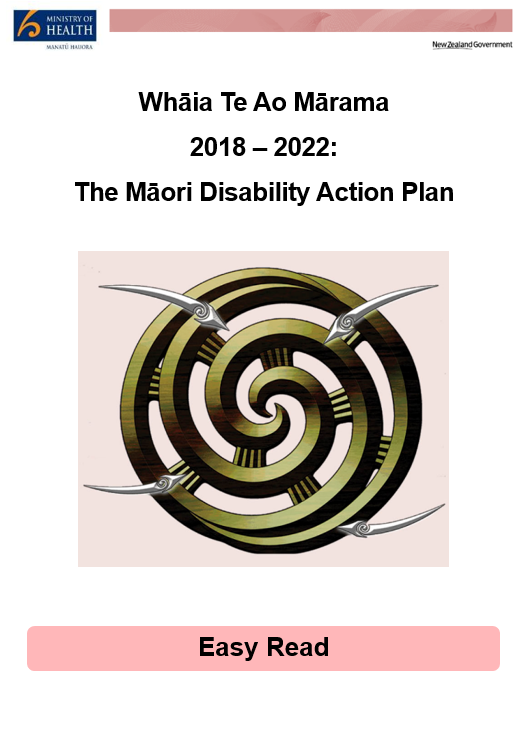 MINISTRY OF
HEALTH
MANATŪ HAUORA
New Zealand Government
Whāia Te Ao Mārama
2018 – 2022:
The Māori Disability Action Plan
Easy Read